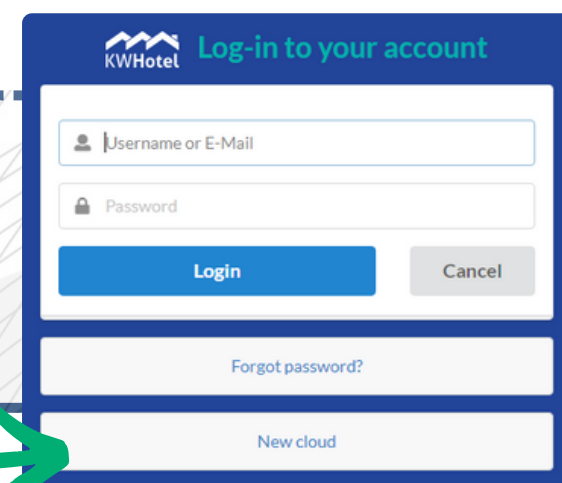 KWHotel Log-in to your account
Username or E-Mail
Password
Login Cancel
Forgot password?
New cloud